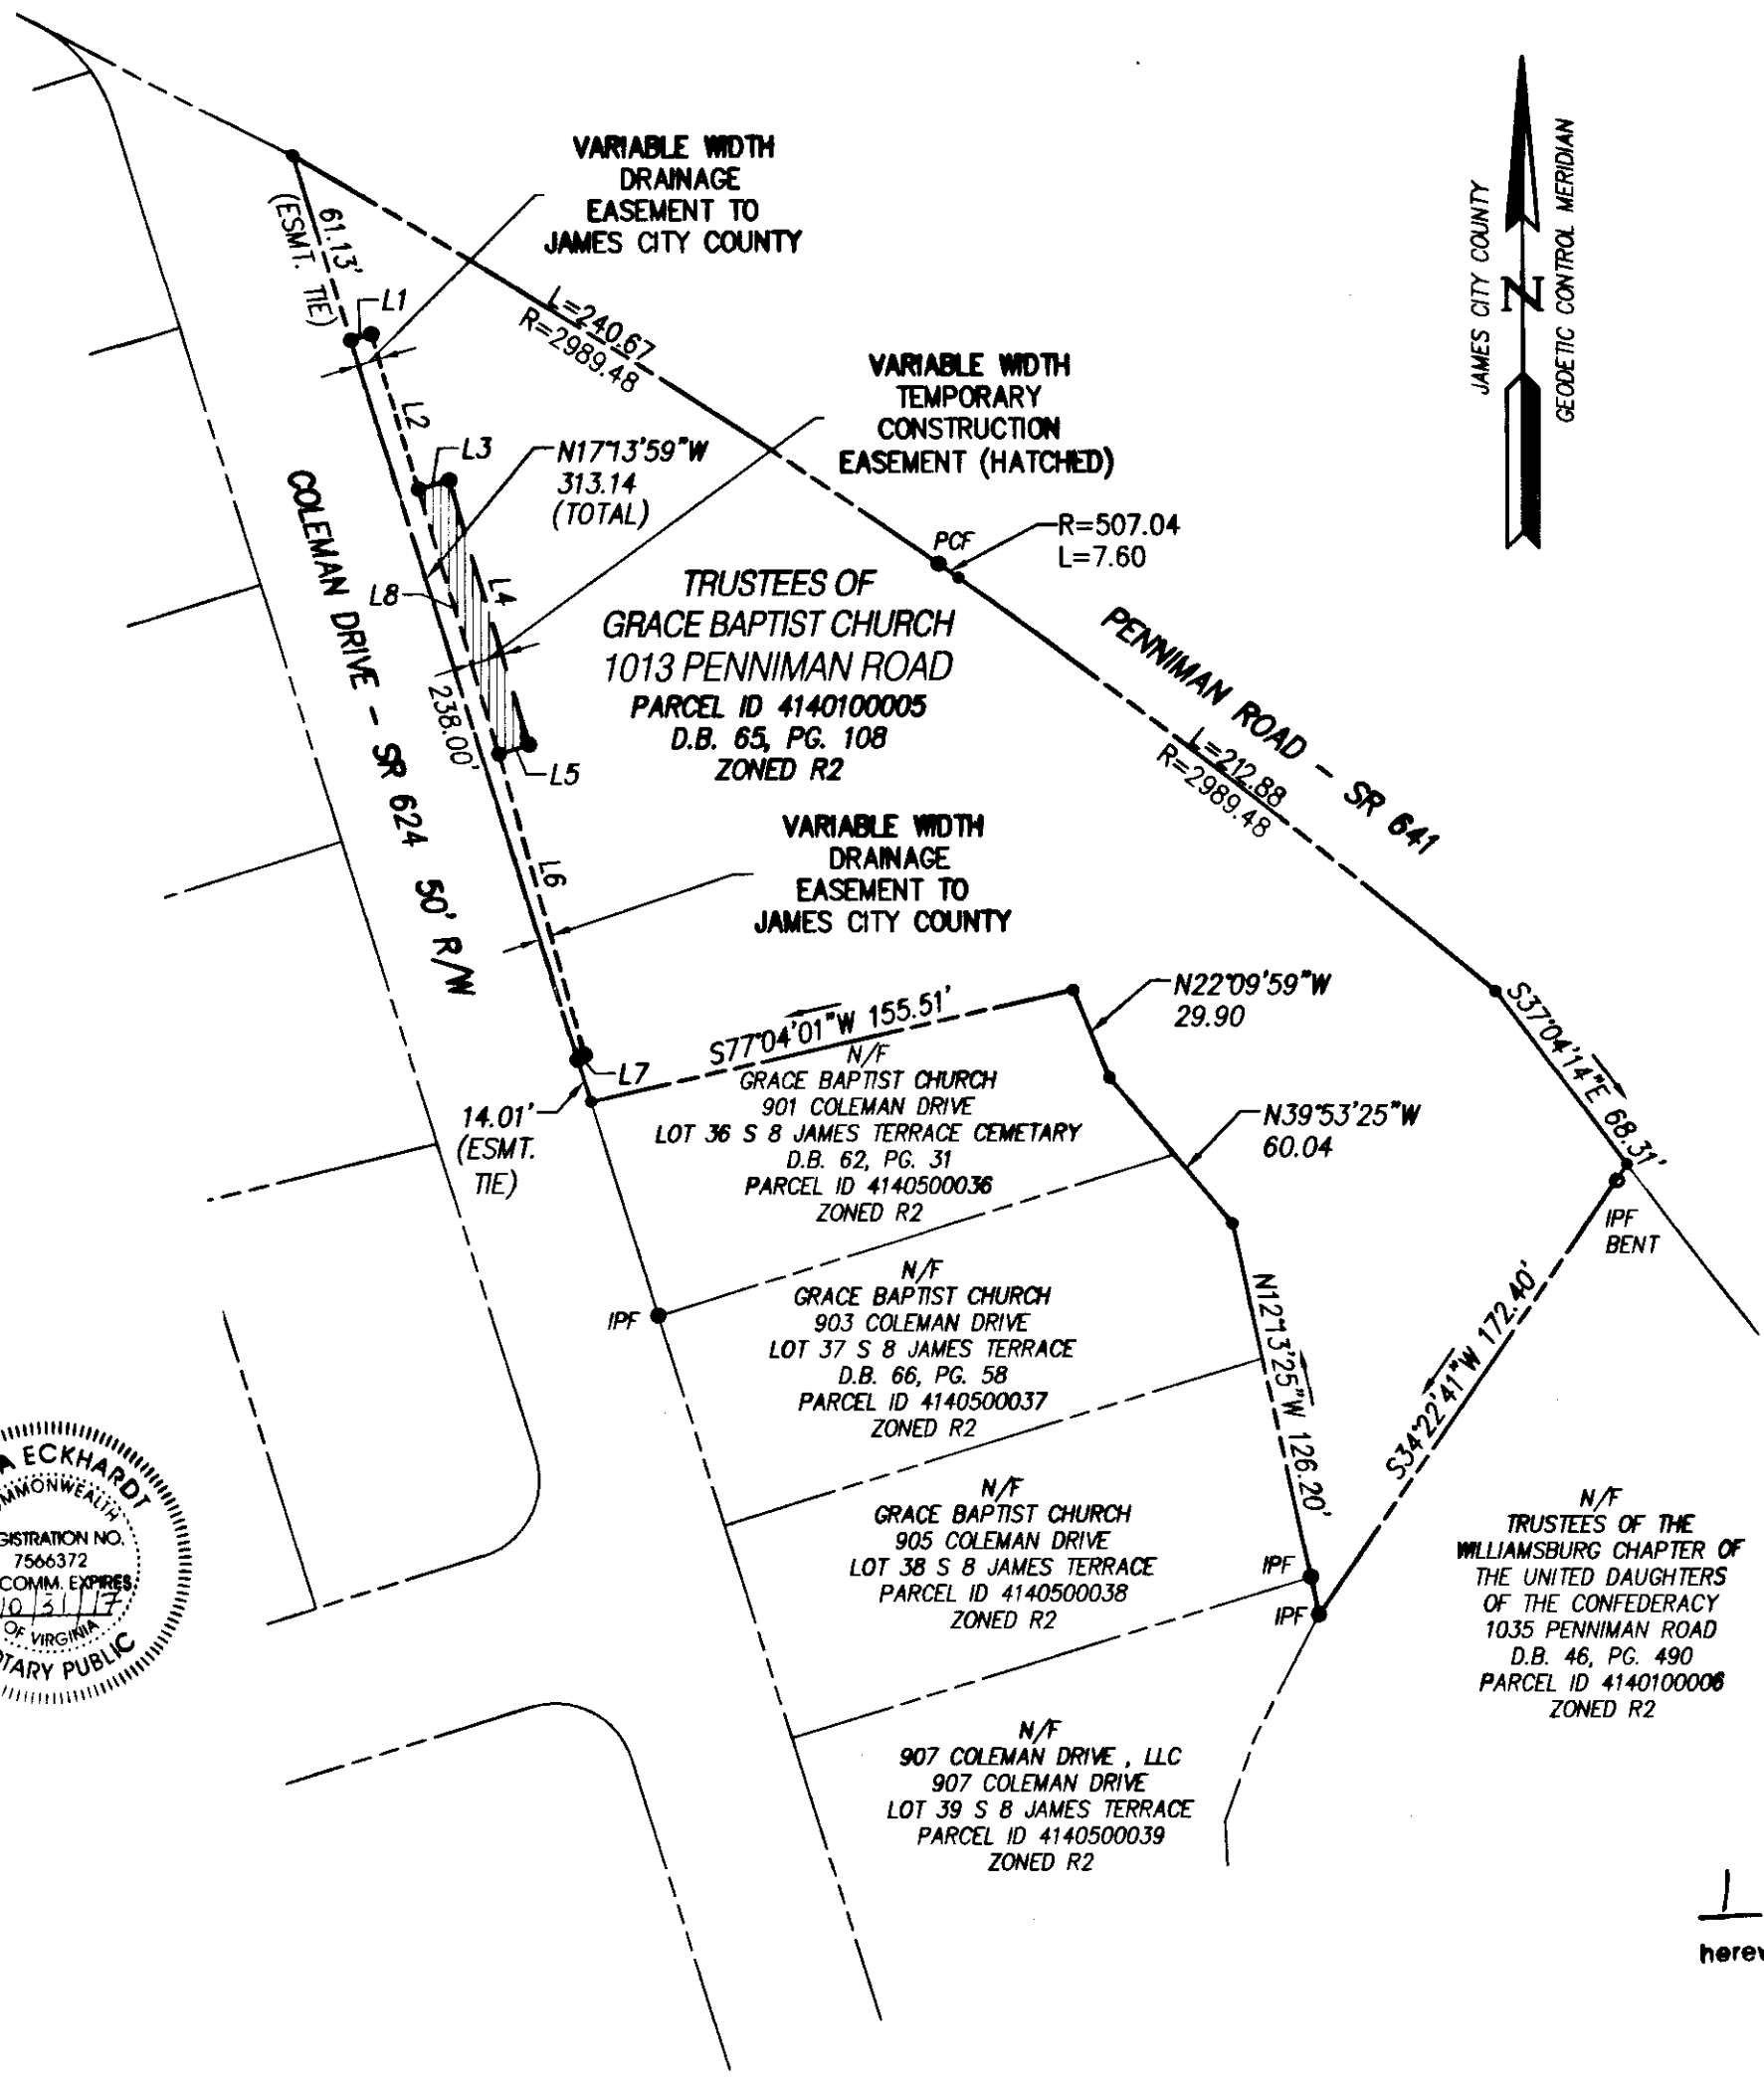 VARIABLE WIDTH
DRAINAGE
EASEMENT TO
JAMES CITY COUNTY
JAMES CITY COUNTY
N
GEODETIC CONTROL MERIDIAN
61.13'
(ESMT. TIE)
L1
L=240.67
R=2989.48
L2
L3
N17°13'59"W
313.14
(TOTAL)
VARIABLE WIDTH
TEMPORARY
CONSTRUCTION
EASEMENT (HATCHED)
PCF
R=507.04
L=7.60
COLEMAN DRIVE - SR 624 50' R/W
L8
L4
238.00'
TRUSTEES OF
GRACE BAPTIST CHURCH
1013 PENNIMAN ROAD
PARCEL ID 4140100005
D.B. 65, PG. 108
ZONED R2
PENNIMAN ROAD - SR 641
L=212.88
R=2989.48
L5
L6
VARIABLE WIDTH
DRAINAGE
EASEMENT TO
JAMES CITY COUNTY
L7
14.01'
(ESMT.
TIE)
S77°04'01"W 155.51'
N22°09'59"W
29.90
S37°04'14"E 68.31'
N/F
GRACE BAPTIST CHURCH
901 COLEMAN DRIVE
LOT 36 S 8 JAMES TERRACE CEMETARY
D.B. 62, PG. 31
PARCEL ID 4140500036
ZONED R2
N39°53'25"W
60.04
IPF
BENT
IPF
N/F
GRACE BAPTIST CHURCH
903 COLEMAN DRIVE
LOT 37 S 8 JAMES TERRACE
D.B. 66, PG. 58
PARCEL ID 4140500037
ZONED R2
N12°13'25"W 126.20'
S34°22'41"W 172.40'
N/F
GRACE BAPTIST CHURCH
905 COLEMAN DRIVE
LOT 38 S 8 JAMES TERRACE
PARCEL ID 4140500038
ZONED R2
IPF
IPF
N/F
TRUSTEES OF THE
WILLIAMSBURG CHAPTER OF
THE UNITED DAUGHTERS
OF THE CONFEDERACY
1035 PENNIMAN ROAD
D.B. 46, PG. 490
PARCEL ID 4140100006
ZONED R2
N/F
907 COLEMAN DRIVE , LLC
907 COLEMAN DRIVE
LOT 39 S 8 JAMES TERRACE
PARCEL ID 4140500039
ZONED R2
A ECKHARDT
MMONWEALTH
GISTRATION NO.
7566372
COMM. EXPIRES
10 31 17
OF VIRGINIA
TARY PUBLIC
1
herew